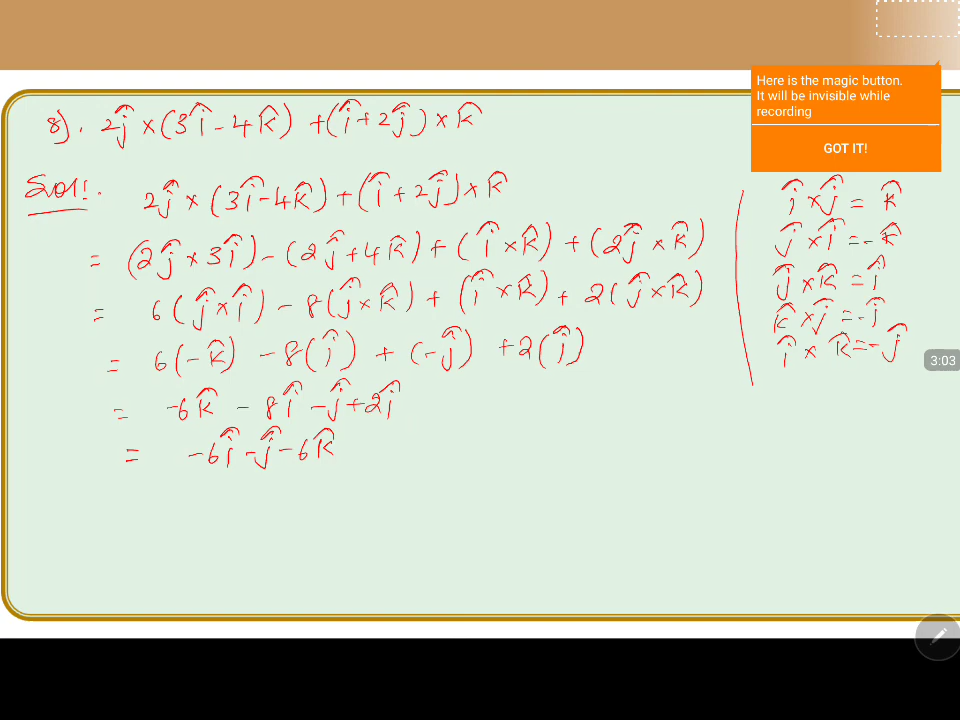 Here is the magic button.
It will be invisible while
recording
GOT IT!
8). 2ĵ × (3î - 4k̂) + (î + 2ĵ) × k̂
Sol:. 2ĵ × (3î - 4k̂) + (î + 2ĵ) × k̂
= (2ĵ × 3î) - (2ĵ + 4k̂) + (î × k̂) + (2ĵ × k̂)
= 6(ĵ × î) - 8(ĵ × k̂) + (î × k̂) + 2(ĵ × k̂)
= 6(-k̂) - 8(î) + (-ĵ) + 2(î)
= -6k̂ - 8î - ĵ + 2î
= -6î - ĵ - 6k̂
î × ĵ = k̂
ĵ × î = -k̂
ĵ × k̂ = î
k̂ × ĵ = -î
î × k̂ = -ĵ
3:03